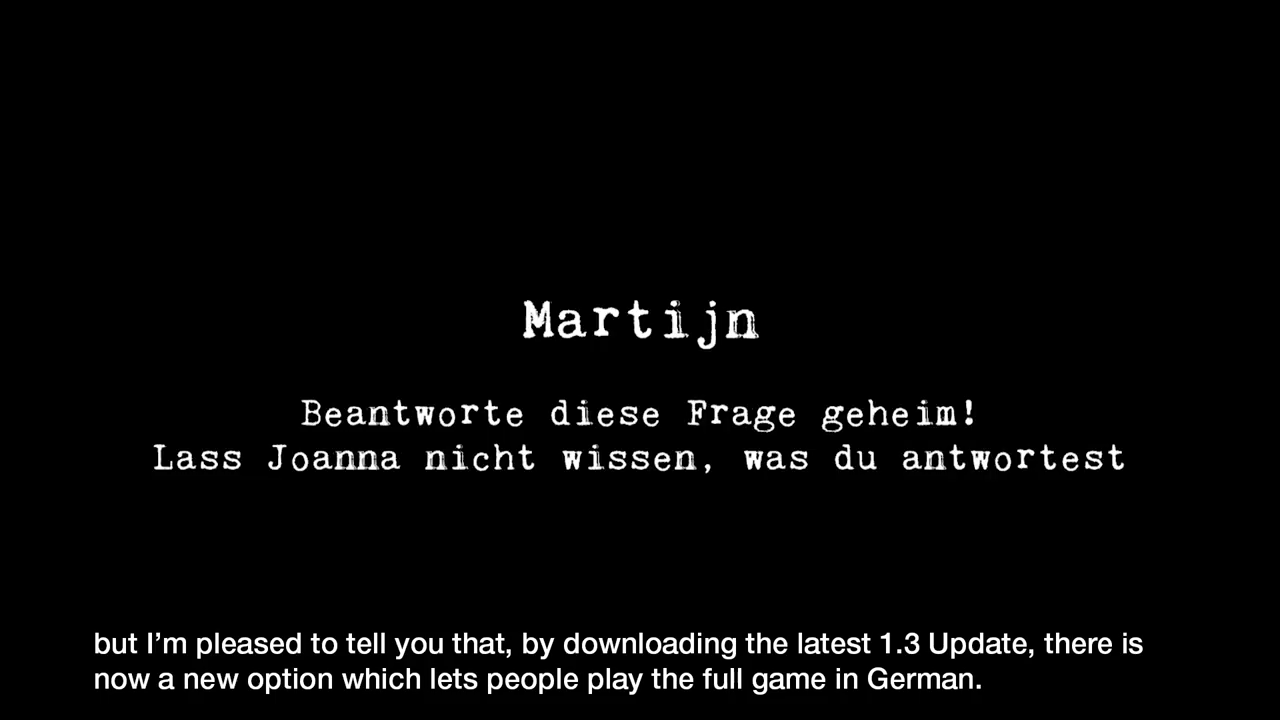 Martijn
Beantworte diese Frage geheim!
Lass Joanna nicht wissen, was du antwortest
but I’m pleased to tell you that, by downloading the latest 1.3 Update, there is
now a new option which lets people play the full game in German.